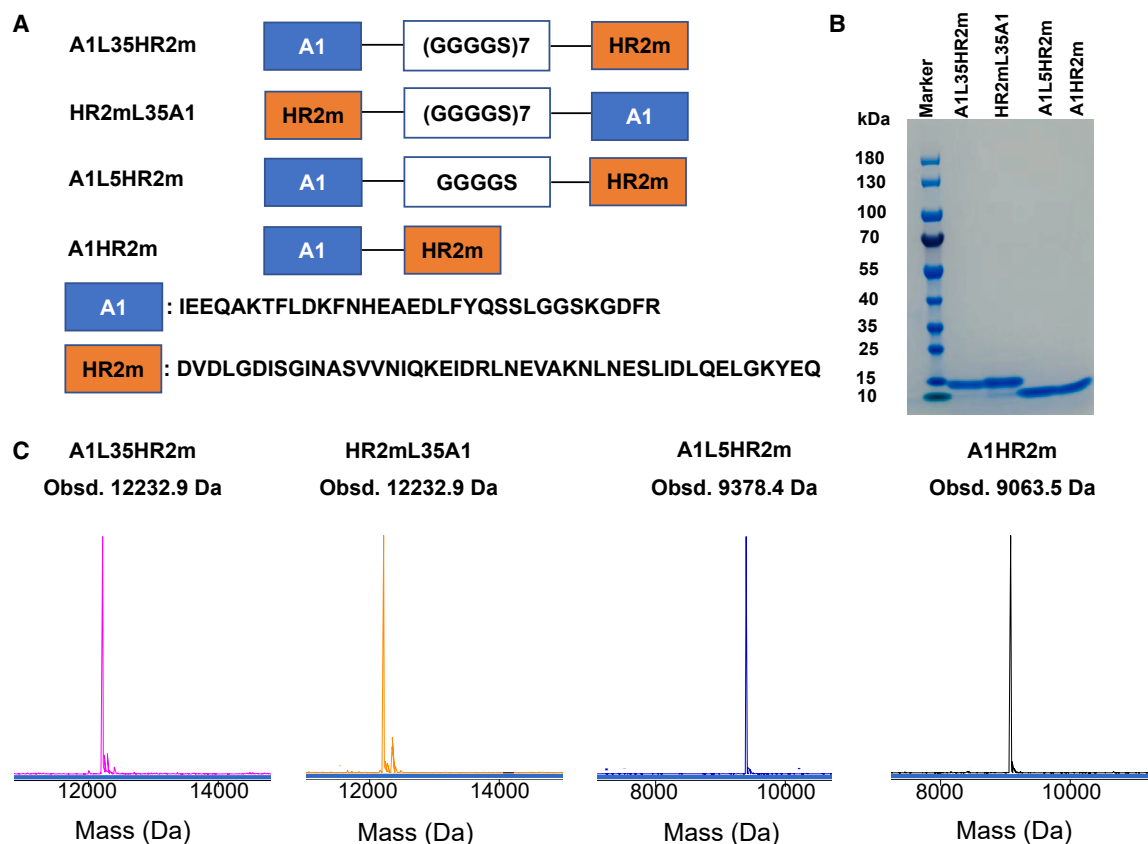 A
A1L35HR2m
A1
(GGGGS)7
HR2m
HR2mL35A1
HR2m
(GGGGS)7
A1
A1L5HR2m
A1
GGGGS
HR2m
A1HR2m
A1
HR2m
A1
: IEEQAKTFLDKFNHEAEDLFYQSSLGGSKGDFR
HR2m
: DVDLGDISGINASVVNIQKEIDRLNEVAKNLNESLIDLQELGKYEQ
B
kDa
Marker
A1L35HR2m
HR2mL35A1
A1L5HR2m
A1HR2m
180
130
100
70
55
40
35
25
15
10
C
A1L35HR2m
Obsd. 12232.9 Da
12000 14000
Mass (Da)
HR2mL35A1
Obsd. 12232.9 Da
12000 14000
Mass (Da)
A1L5HR2m
Obsd. 9378.4 Da
8000 10000
Mass (Da)
A1HR2m
Obsd. 9063.5 Da
8000 10000
Mass (Da)